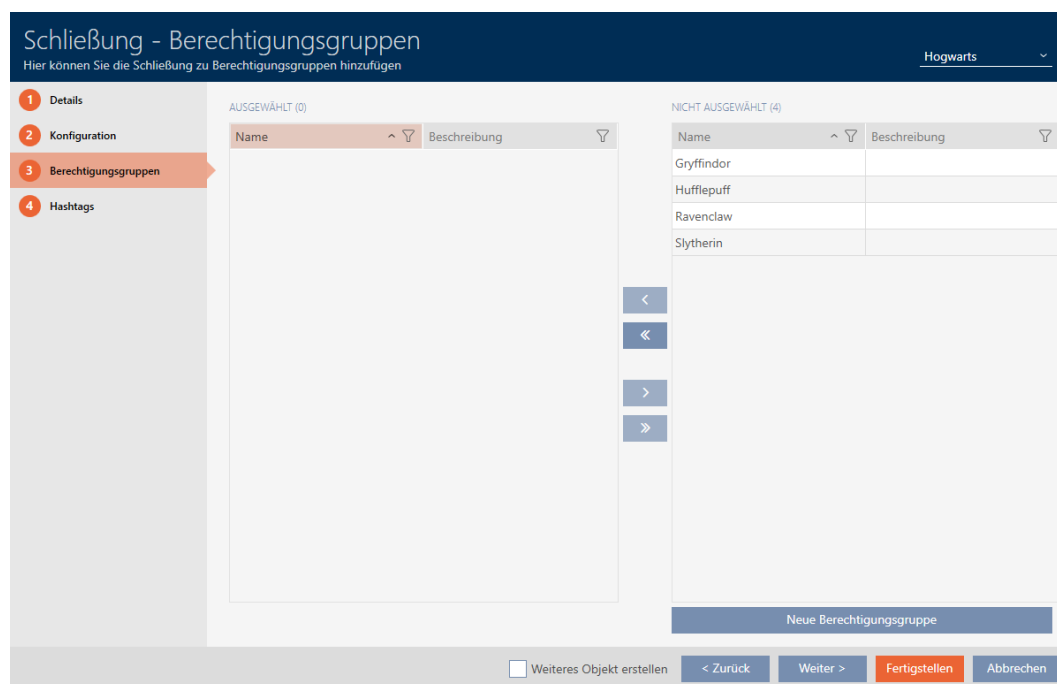 Schließung - Berechtigungsgruppen
Hier können Sie die Schließung zu Berechtigungsgruppen hinzufügen
Hogwarts
1 Details
2 Konfiguration
3 Berechtigungsgruppen
4 Hashtags
AUSGEWÄHLT (0)
Name Beschreibung
NICHT AUSGEWÄHLT (4)
Name Beschreibung
Gryffindor
Hufflepuff
Ravenclaw
Slytherin
Neue Berechtigungsgruppe
Weiteres Objekt erstellen
< Zurück
Weiter >
Fertigstellen
Abbrechen